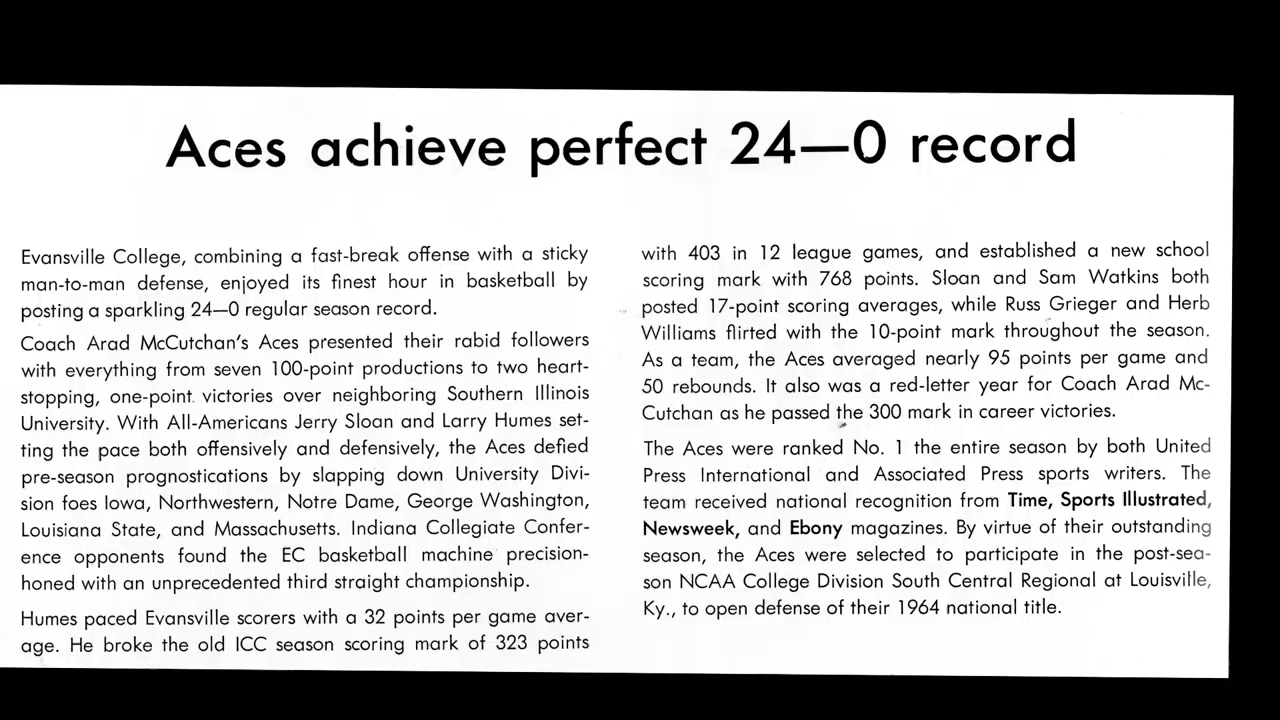 Aces achieve perfect 24—0 record
Evansville College, combining a fast-break offense with a sticky
man-to-man defense, enjoyed its finest hour in basketball by
posting a sparkling 24—0 regular season record.
Coach Arad McCutchan's Aces presented their rabid followers
with everything from seven 100-point productions to two heart-
stopping, one-point victories over neighboring Southern Illinois
University. With All-Americans Jerry Sloan and Larry Humes set-
ting the pace both offensively and defensively, the Aces defied
pre-season prognostications by slapping down University Divi-
sion foes Iowa, Northwestern, Notre Dame, George Washington,
Louisiana State, and Massachusetts. Indiana Collegiate Confer-
ence opponents found the EC basketball machine precision-
honed with an unprecedented third straight championship.
Humes paced Evansville scorers with a 32 points per game aver-
age. He broke the old ICC season scoring mark of 323 points
with 403 in 12 league games, and established a new school
scoring mark with 768 points. Sloan and Sam Watkins both
posted 17-point scoring averages, while Russ Grieger and Herb
Williams flirted with the 10-point mark throughout the season.
As a team, the Aces averaged nearly 95 points per game and
50 rebounds. It also was a red-letter year for Coach Arad Mc-
Cutchan as he passed the 300 mark in career victories.
The Aces were ranked No. 1 the entire season by both United
Press International and Associated Press sports writers. The
team received national recognition from Time, Sports Illustrated,
Newsweek, and Ebony magazines. By virtue of their outstanding
season, the Aces were selected to participate in the post-sea-
son NCAA College Division South Central Regional at Louisville,
Ky., to open defense of their 1964 national title.